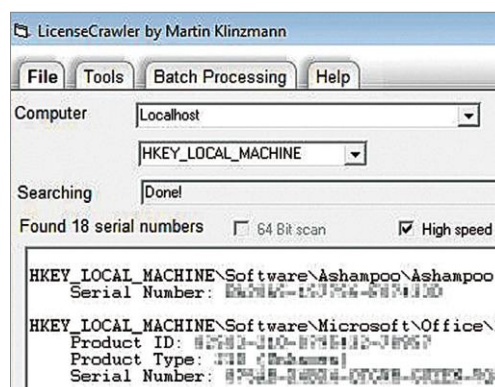 LicenseCrawler by Martin Klinzmann
File Tools Batch Processing Help
Computer Localhost
HKEY_LOCAL_MACHINE
Searching Done!
Found 18 serial numbers 64 Bit scan High speed
HKEY_LOCAL_MACHINE\Software\Ashampoo\Ashampoo
Serial Number:
HKEY_LOCAL_MACHINE\Software\Microsoft\Office\
Product ID:
Product Type:
Serial Number: